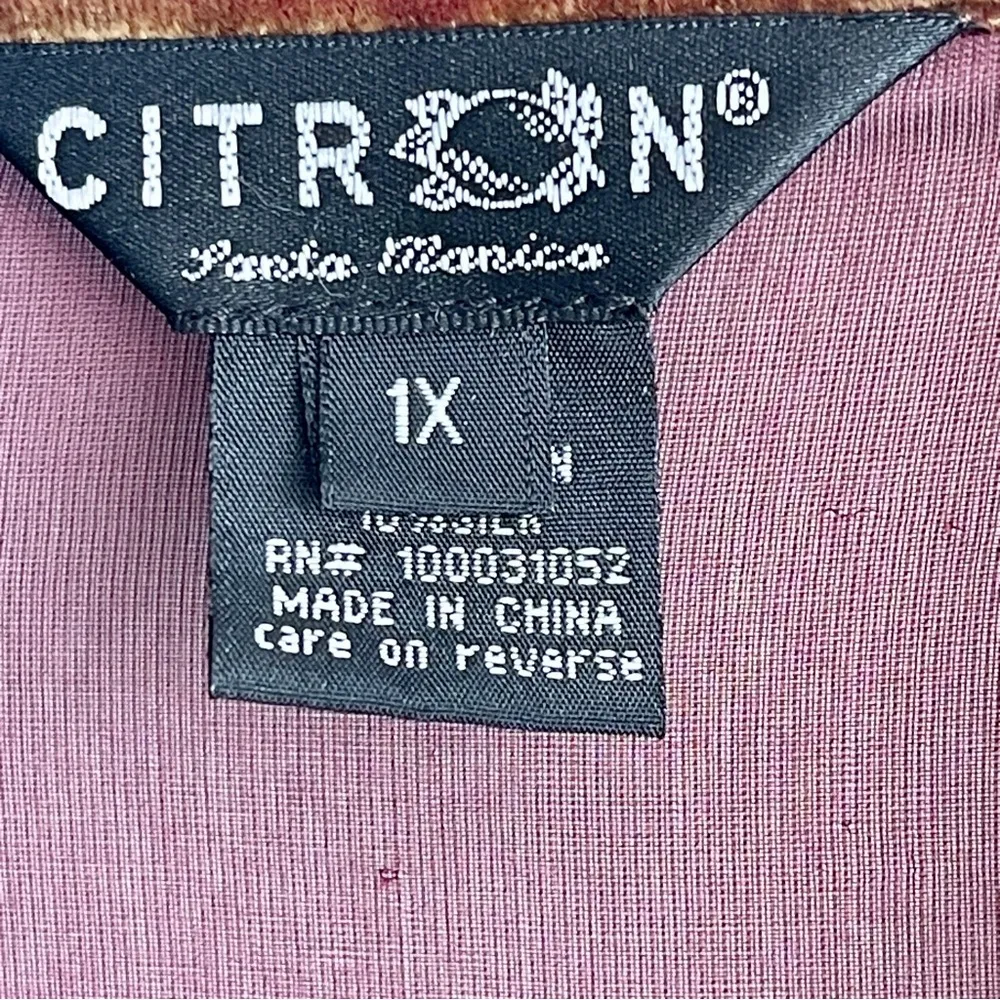 CITRON®
Santa Monica
1X
RN# 100031052
MADE IN CHINA
care on reverse